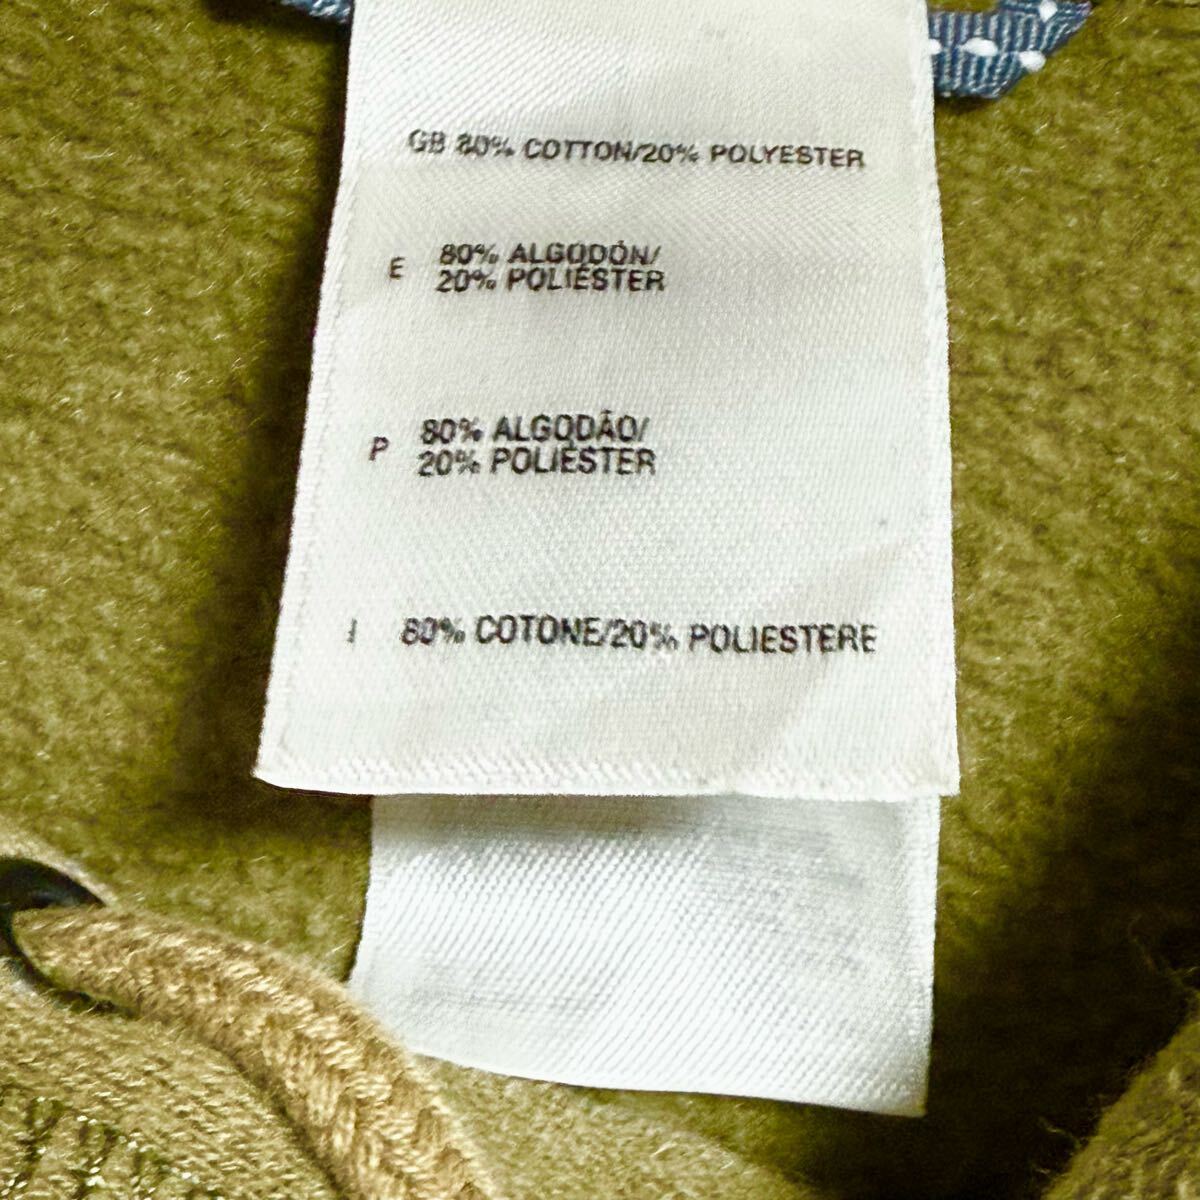 GB 80% COTTON/20% POLYESTER
E 80% ALGODÓN/
20% POLIÉSTER
P 80% ALGODÃO/
20% POLIÉSTER
I 80% COTONE/20% POLIESTERE